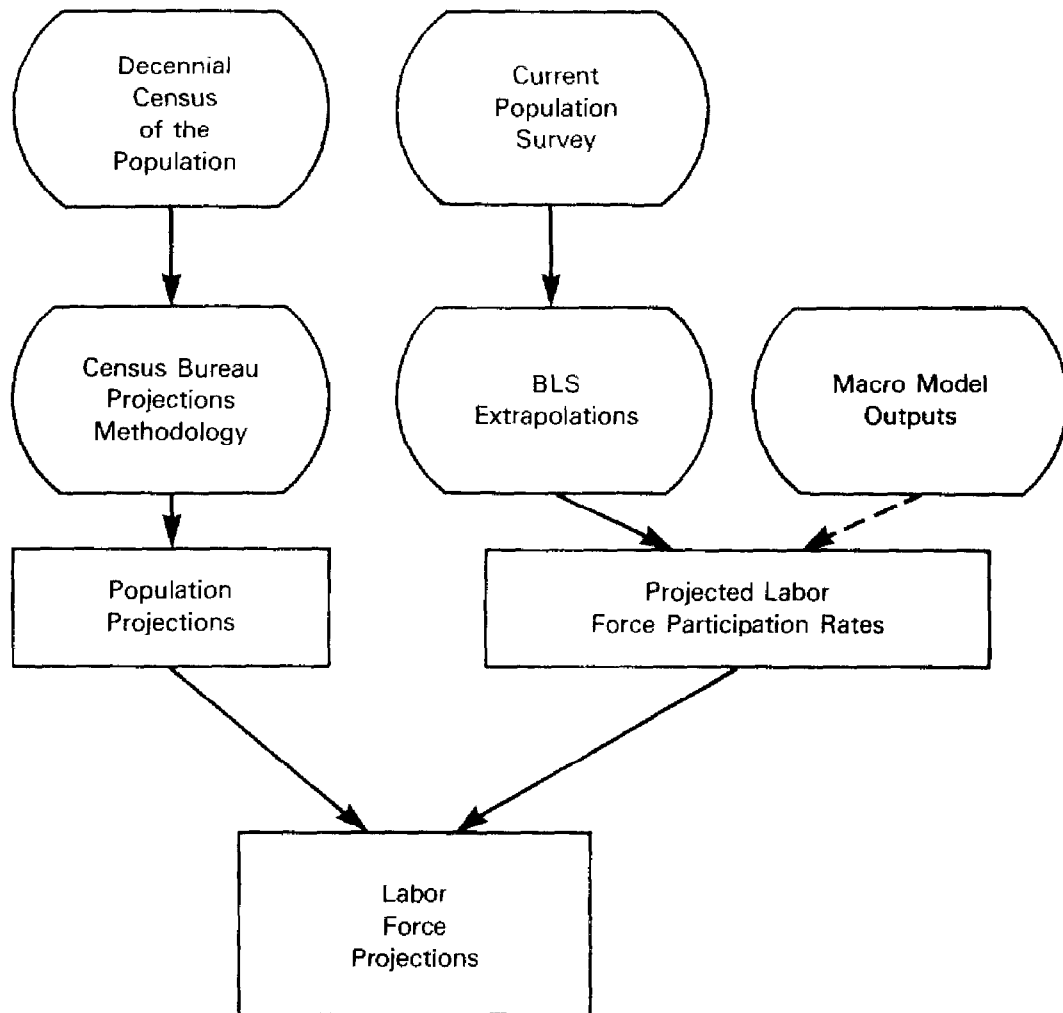 Decennial
Census
of the
Population
Current
Population
Survey
Census Bureau
Projections
Methodology
BLS
Extrapolations
Macro Model
Outputs
Population
Projections
Projected Labor
Force Participation Rates
Labor
Force
Projections